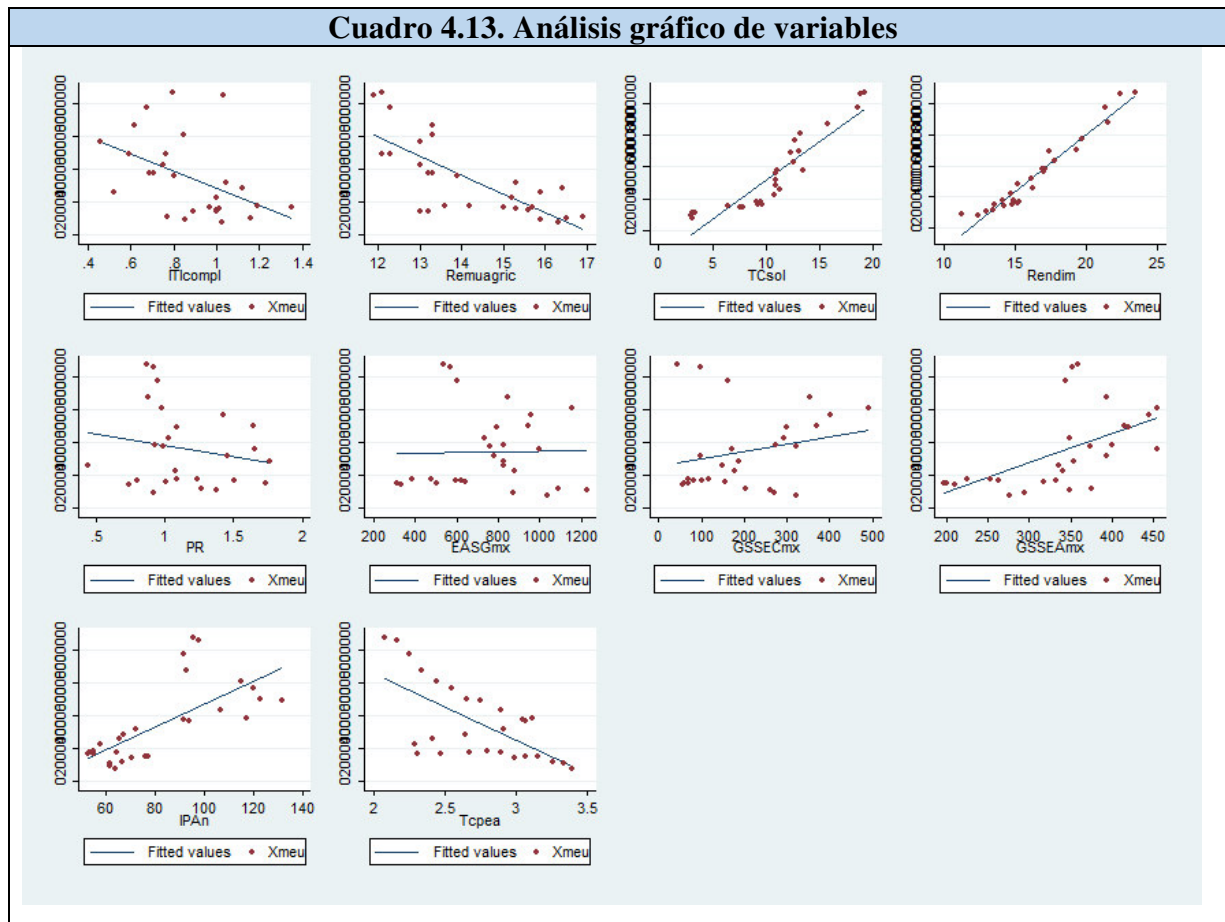 Cuadro 4.13. Análisis gráfico de variables
.4 .6 .8 1 1.2 1.4
ITIcompl
Fitted values Xmeu
12 13 14 15 16 17
Remuagric
Fitted values Xmeu
0 5 10 15 20
TCsol
Fitted values Xmeu
10 15 20 25
Rendim
Fitted values Xmeu
.5 1 1.5 2
PR
Fitted values Xmeu
200 400 600 800 1000 1200
EASGmx
Fitted values Xmeu
0 100 200 300 400 500
GSSECmx
Fitted values Xmeu
200 250 300 350 400 450
GSSEAmx
Fitted values Xmeu
60 80 100 120 140
IPAn
Fitted values Xmeu
2 2.5 3 3.5
Tcpea
Fitted values Xmeu